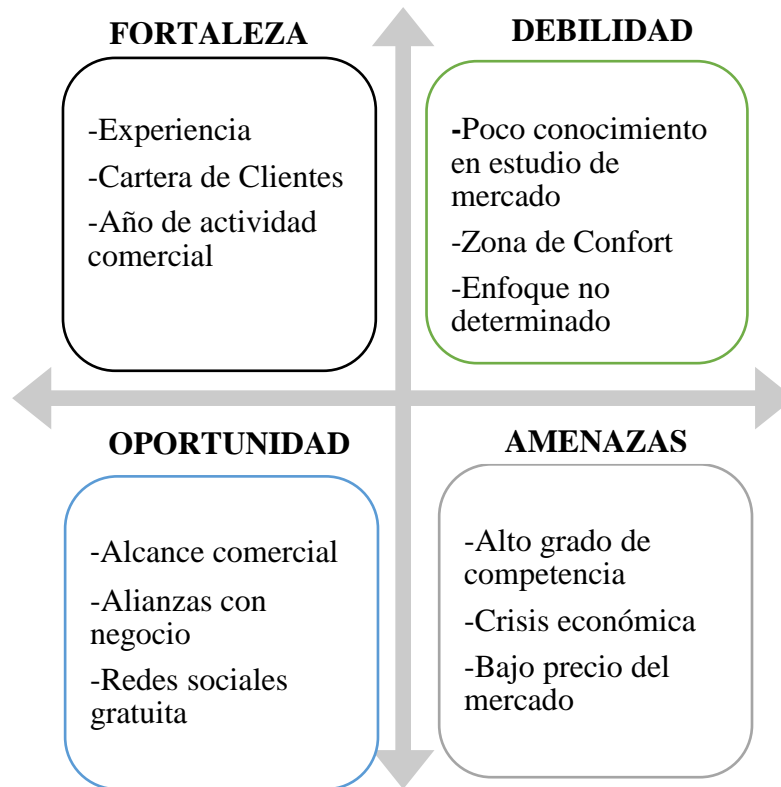 FORTALEZA
-Experiencia
-Cartera de Clientes
-Año de actividad
comercial
DEBILIDAD
-Poco conocimiento
en estudio de
mercado
-Zona de Confort
-Enfoque no
determinado
OPORTUNIDAD
-Alcance comercial
-Alianzas con
negocio
-Redes sociales
gratuita
AMENAZAS
-Alto grado de
competencia
-Crisis económica
-Bajo precio del
mercado